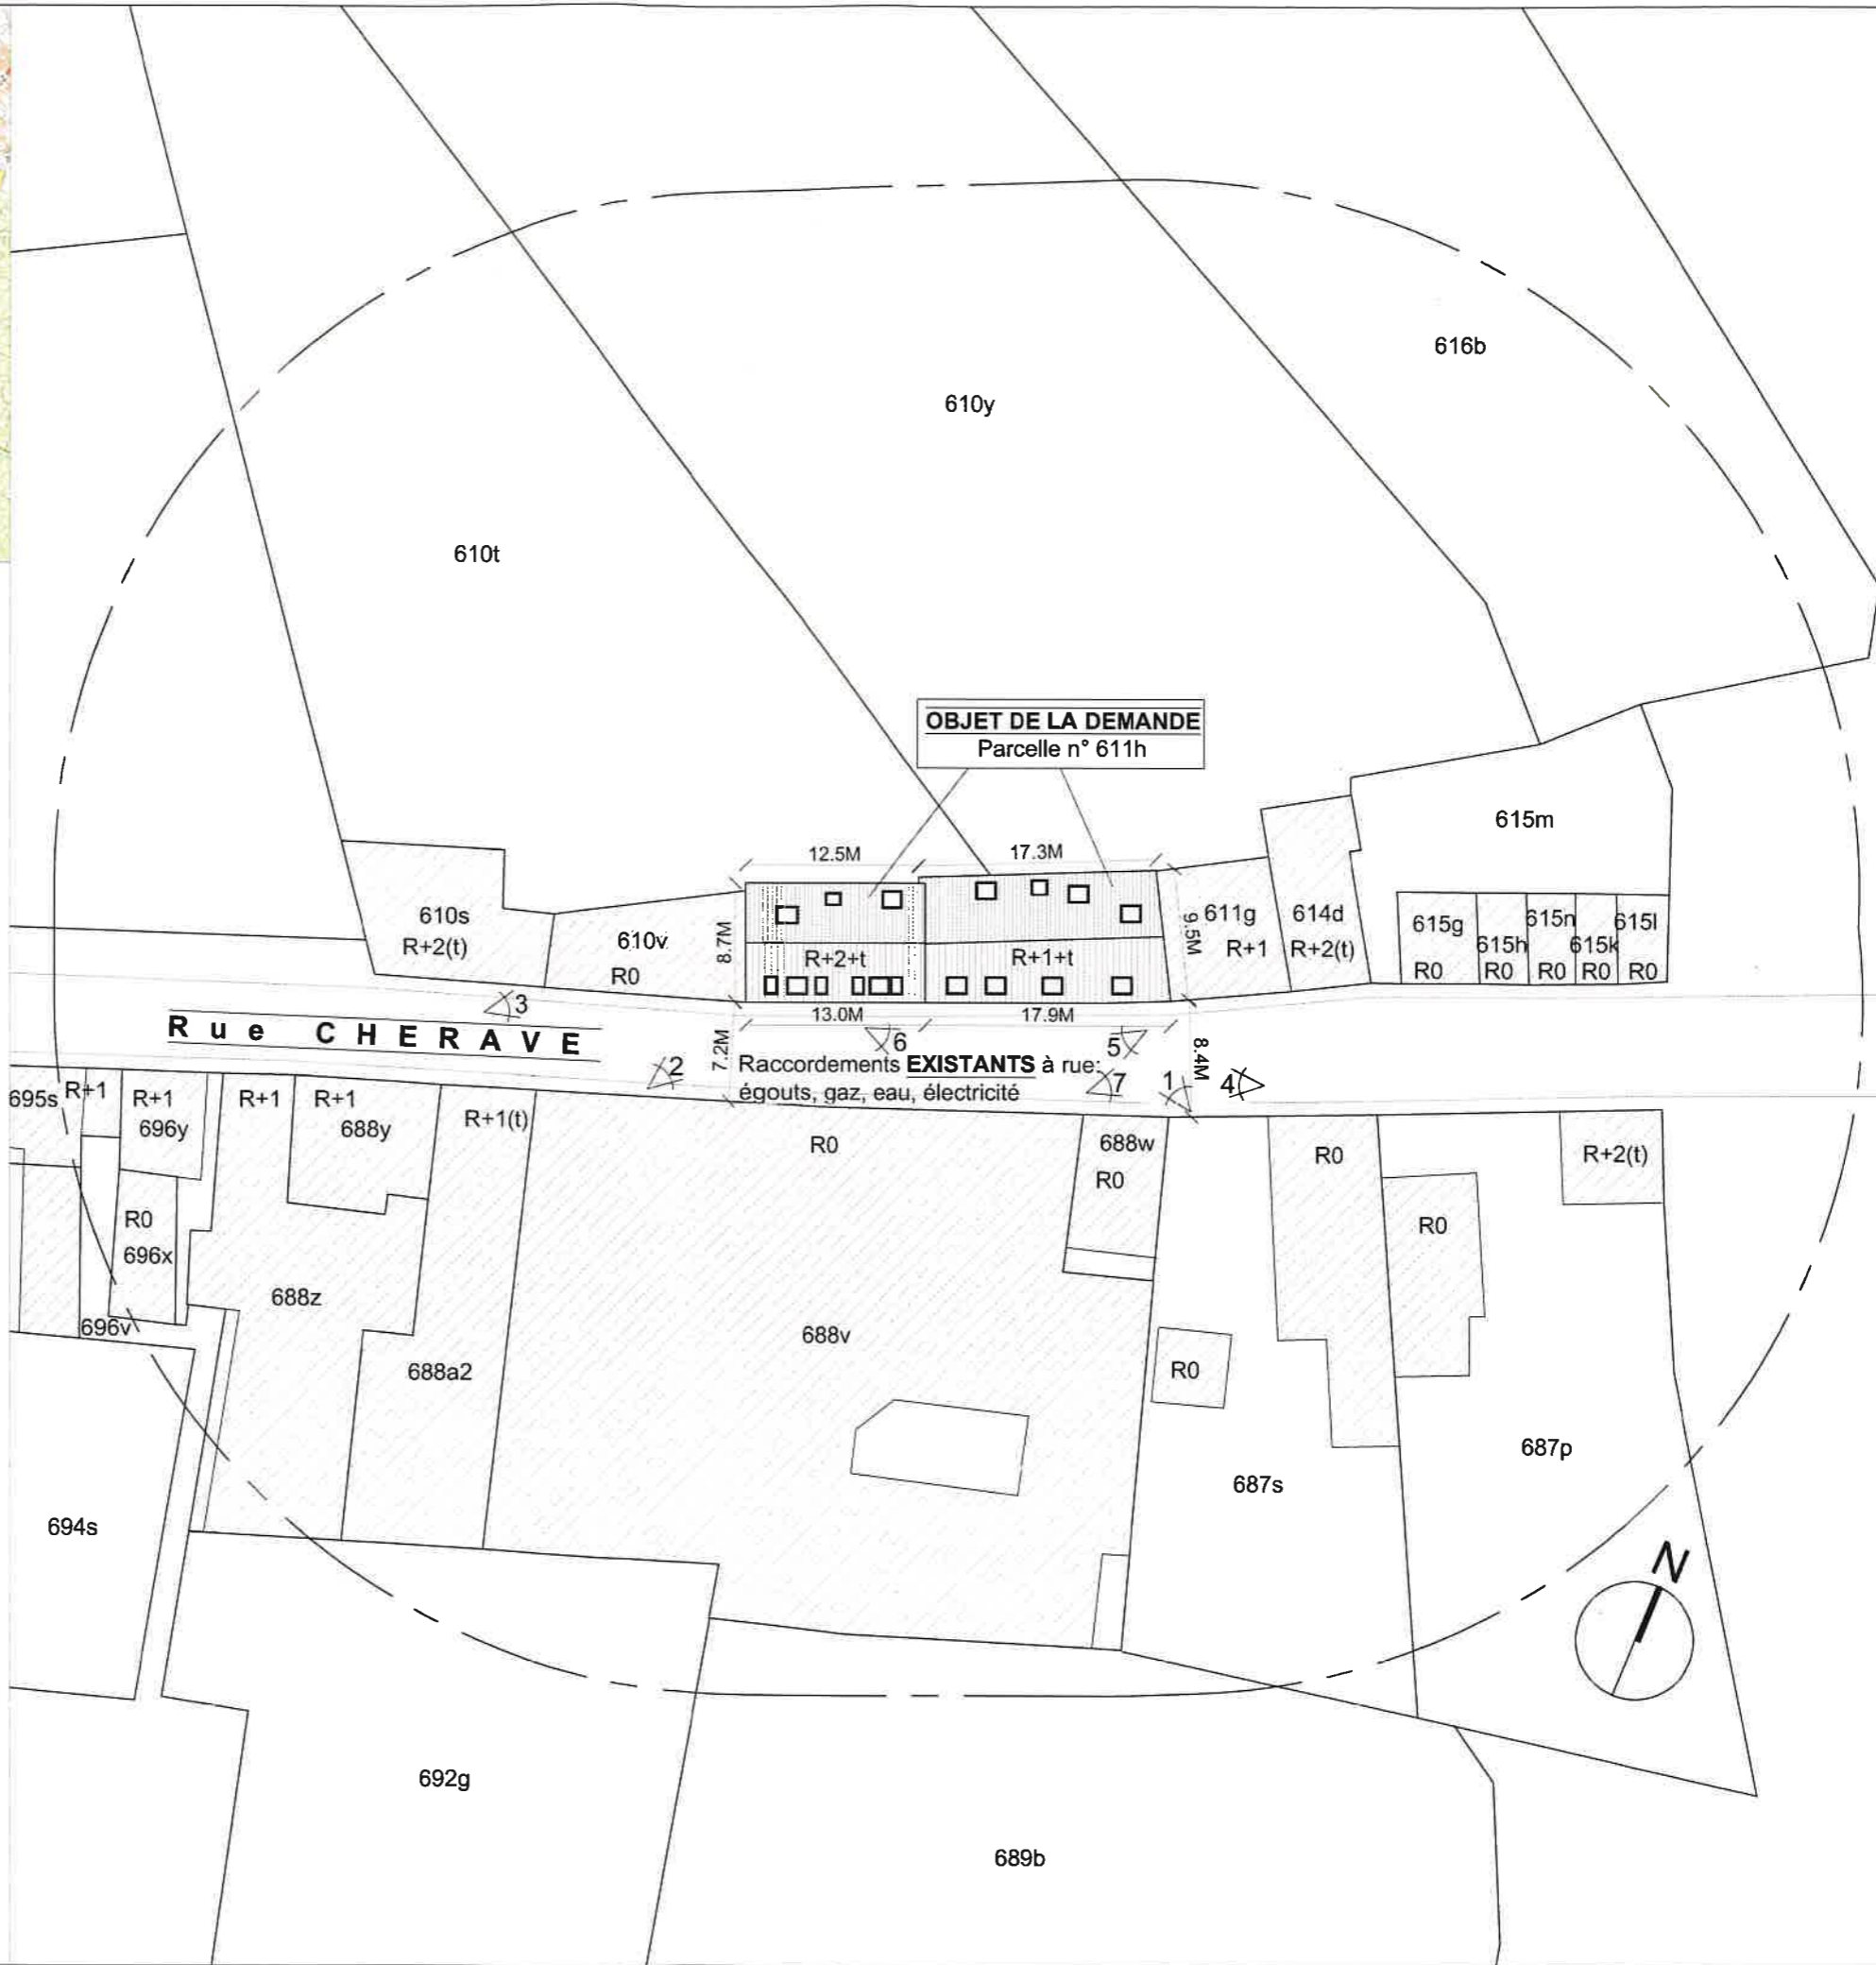 616b
610y
610t
OBJET DE LA DEMANDE
Parcelle n° 611h
615m
12.5M
17.3M
610s
R+2(t)
610v
R0
8.7M
R+2+t
R+1+t
9.5M
611g
R+1
614d
R+2(t)
615g
R0
615h
R0
615n
R0
615k
R0
615l
R0
3
Rue CHERAVE
13.0M
17.9M
6
5
7.2M
8.4M
2
Raccordements EXISTANTS à rue:
égouts, gaz, eau, électricité
7
1
4
695s
R+1
R+1
696y
R+1
R+1
688y
R+1(t)
R0
688w
R0
R0
R+2(t)
R0
R0
696x
688z
696v
688v
688a2
R0
687p
687s
694s
N
692g
689b